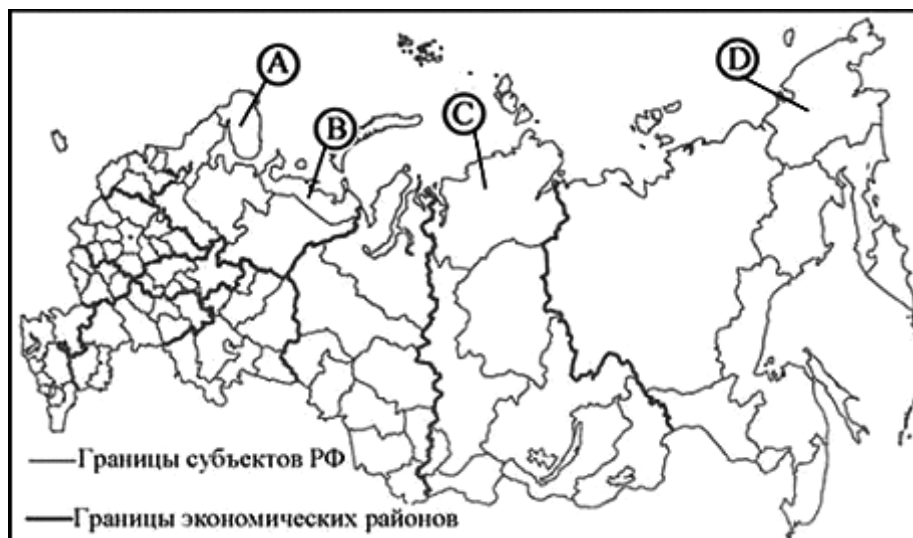 A
B
C
D
Границы субъектов РФ
Границы экономических районов